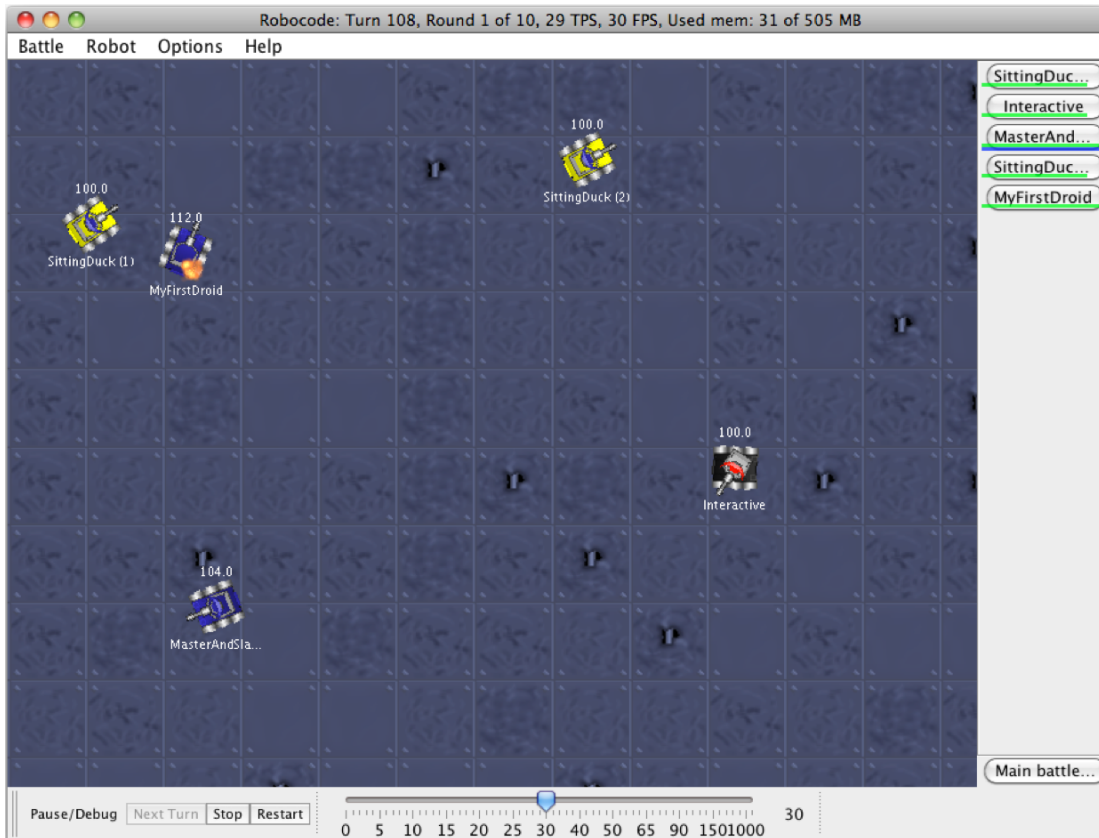 Robocode: Turn 108, Round 1 of 10, 29 TPS, 30 FPS, Used mem: 31 of 505 MB
Battle Robot Options Help
SittingDuc...
Interactive
MasterAnd...
SittingDuc...
MyFirstDroid
100.0
SittingDuck (2)
100.0
SittingDuck (1)
112.0
MyFirstDroid
100.0
Interactive
104.0
MasterAndSla...
Main battle...
Pause/Debug Next Turn Stop Restart
0 5 10 15 20 25 30 40 50 65 90 150 1000
30